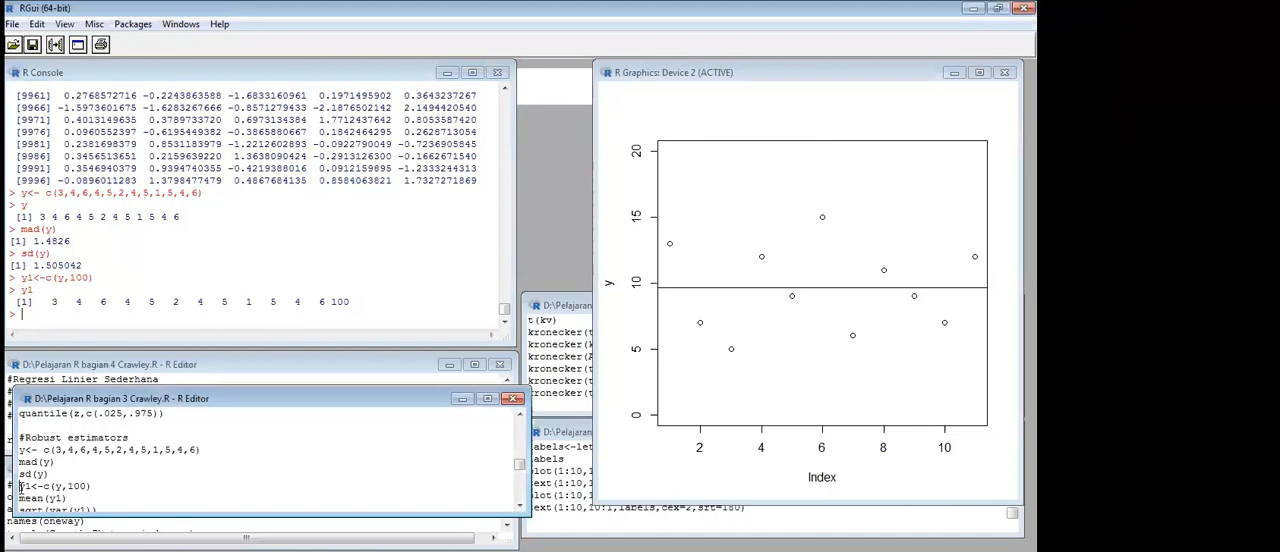 RGui (64-bit)
File Edit View Misc Packages Windows Help
R Console
[9961] 0.2768572716 -0.2243863588 -1.6833160961 0.1971495902 0.3643237267
[9966] -1.5973601675 -1.6283267666 -0.8571279433 -2.1876502142 2.1494420540
[9971] 0.4013149635 0.3789733720 0.6973134384 1.7712437642 0.8053587420
[9976] 0.0960552397 -0.6195449382 -0.3865880667 0.1842464295 0.2628713054
[9981] 0.2381698379 0.8531183979 -1.2212602893 -0.0922790049 -0.7236905845
[9986] 0.3456513651 0.2159639220 1.3638090424 -0.2913126300 -0.1662671540
[9991] 0.3546940379 0.9394740355 -0.4219388016 0.0912159895 -1.2333244313
[9996] -0.0896011283 1.3798477479 0.4867684135 0.8584063821 1.7327271869
> y<- c(3,4,6,4,5,2,4,5,1,5,4,6)
> y
[1] 3 4 6 4 5 2 4 5 1 5 4 6
> mad(y)
[1] 1.4826
> sd(y)
[1] 1.505042
> y1<-c(y,100)
> y1
[1] 3 4 6 4 5 2 4 5 1 5 4 6 100
>
R Graphics: Device 2 (ACTIVE)
20
15
10
5
0
y
2 4 6 8 10
Index
D:\Pelajaran
t(kv)
kronecker(t
kronecker(k
kronecker(A
kronecker(t
kronecker(t
kronecker(t
D:\Pelajaran R bagian 4 Crawley.R - R Editor
#Regresi Linier Sederhana
D:\Pelajaran R bagian 3 Crawley.R - R Editor
quantile(z,c(.025,.975))
#Robust estimators
y<- c(3,4,6,4,5,2,4,5,1,5,4,6)
mad(y)
sd(y)
y1<-c(y,100)
mean(y1)
sqrt(var(y1))
names(oneway)
D:\Pelajaran
labels<-let
labels
plot(1:10,1
text(1:10,1
plot(1:10,1
text(1:10,10:1,labels,cex=2,srt=180)